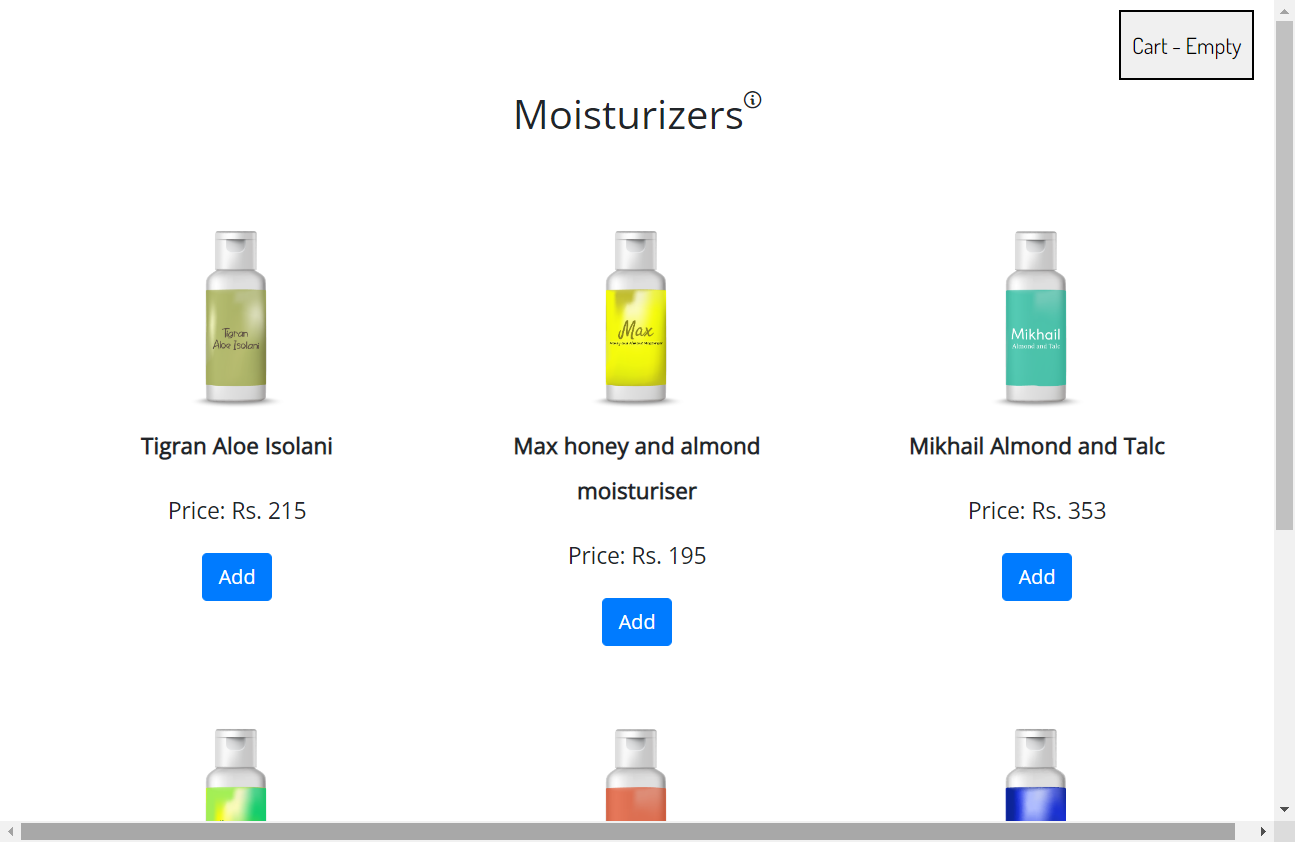 Cart - Empty
Moisturizers
Tigran
Aloe Isolani
Max
Mikhail
Almond and Talc
Tigran Aloe Isolani
Max honey and almond
moisturiser
Mikhail Almond and Talc
Price: Rs. 215
Price: Rs. 195
Price: Rs. 353
Add
Add
Add